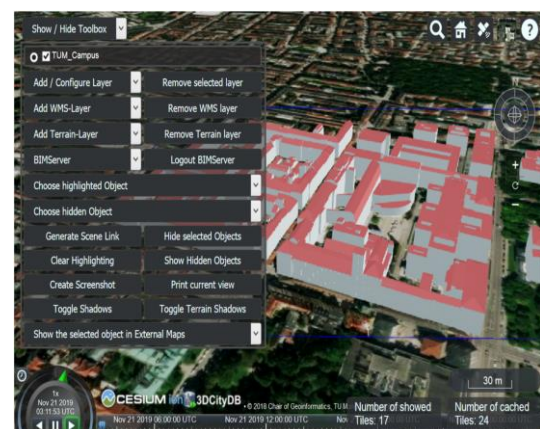 Show / Hide Toolbox
TUM_Campus
Add / Configure Layer
Remove selected layer
Add WMS-Layer
Remove WMS layer
Add Terrain-Layer
Remove Terrain layer
BIMServer
Logout BIMServer
Choose highlighted Object
Choose hidden Object
Generate Scene Link
Hide selected Objects
Clear Highlighting
Show Hidden Objects
Create Screenshot
Print current view
Toggle Shadows
Toggle Terrain Shadows
Show the selected object in External Maps
30 m
1x
Nov 21 2019
03:11:53 UTC
CESIUM ion 3DCityDB
• © 2018 Chair of Geoinformatics, TUM
Number of showed Tiles: 17
Number of cached Tiles: 24
Nov 21 2019 06:00:00 UTC
Nov 21 2019 12:00:00 UTC